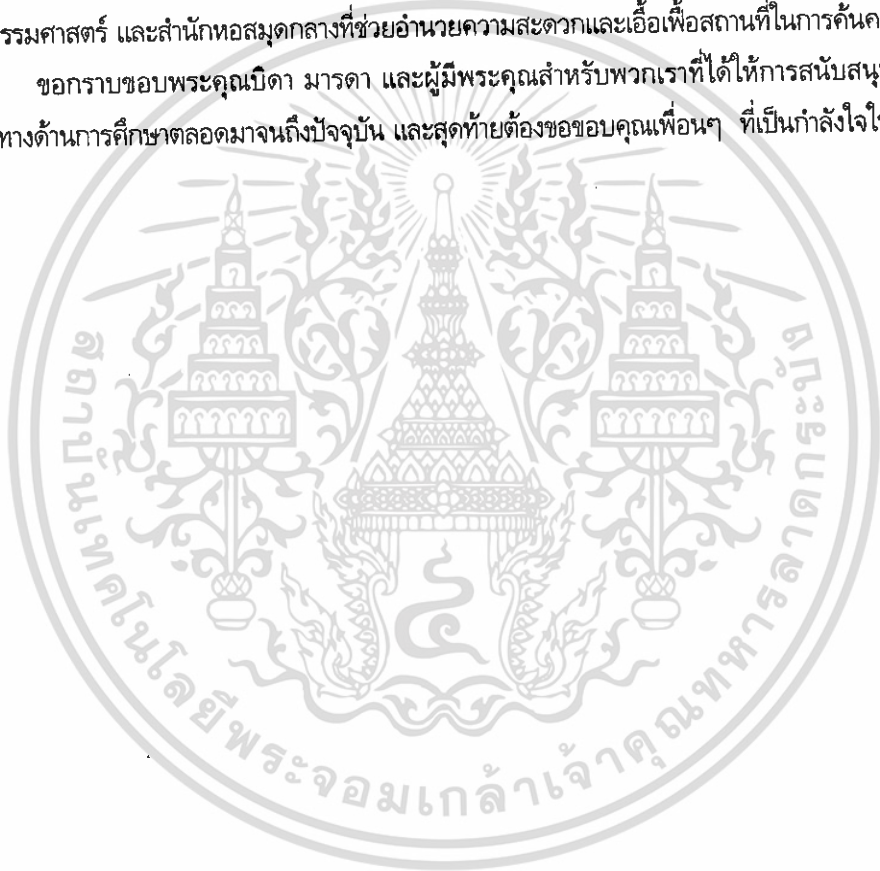 รรมศาสตร์ และสำนักหอสมุดกลางที่ช่วยอำนวยความสะดวกและเอื้อเฟื้อสถานที่ในการค้นค
ขอกราบขอบพระคุณบิดา มารดา และผู้มีพระคุณสำหรับพวกเราที่ได้ให้การสนับสนุ
ทางด้านการศึกษาตลอดมาจนถึงปัจจุบัน และสุดท้ายต้องขอขอบคุณเพื่อนๆ ที่เป็นกำลังใจใ
สถาบันเทคโนโลยีพระจอมเกล้าเจ้าคุณทหารลาดกระบัง
๔